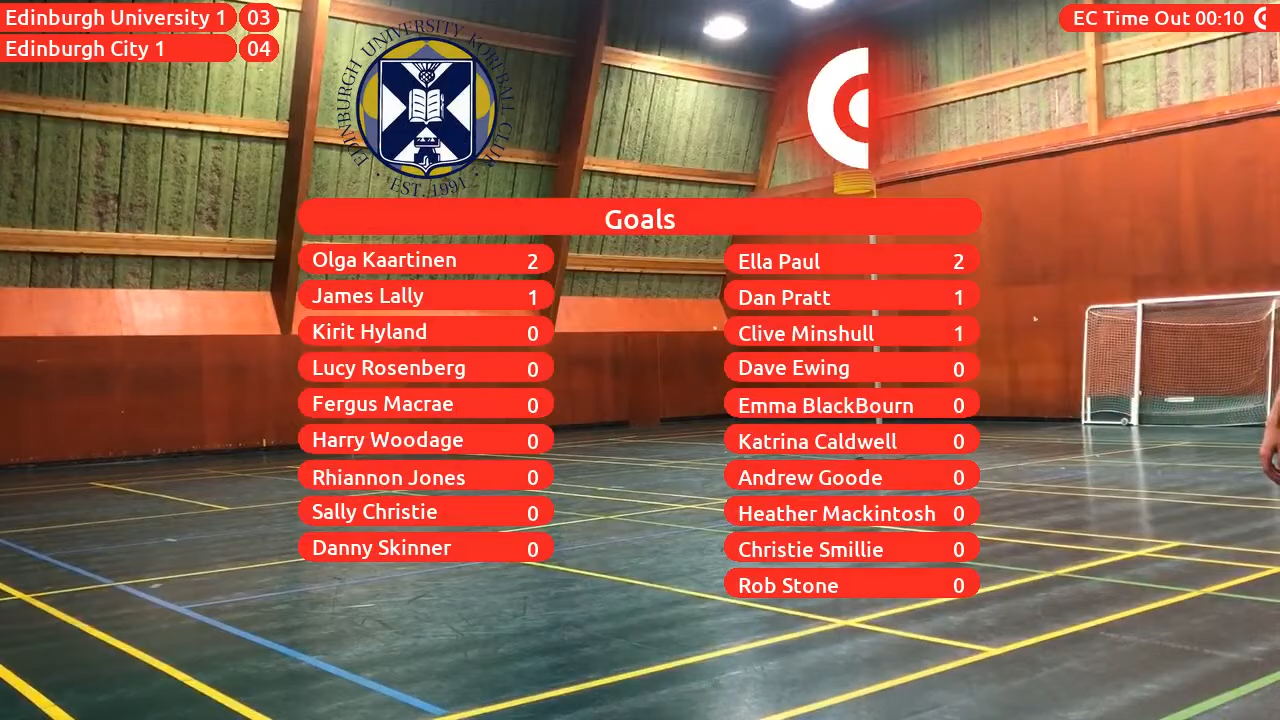 Edinburgh University 1 03
Edinburgh City 1 04
EC Time Out 00:10
EDINBURGH UNIVERSITY KORFBALL CLUB
· EST. 1991 ·
Goals
Olga Kaartinen 2
James Lally 1
Kirit Hyland 0
Lucy Rosenberg 0
Fergus Macrae 0
Harry Woodage 0
Rhiannon Jones 0
Sally Christie 0
Danny Skinner 0
Ella Paul 2
Dan Pratt 1
Clive Minshull 1
Dave Ewing 0
Emma BlackBourn 0
Katrina Caldwell 0
Andrew Goode 0
Heather Mackintosh 0
Christie Smillie 0
Rob Stone 0